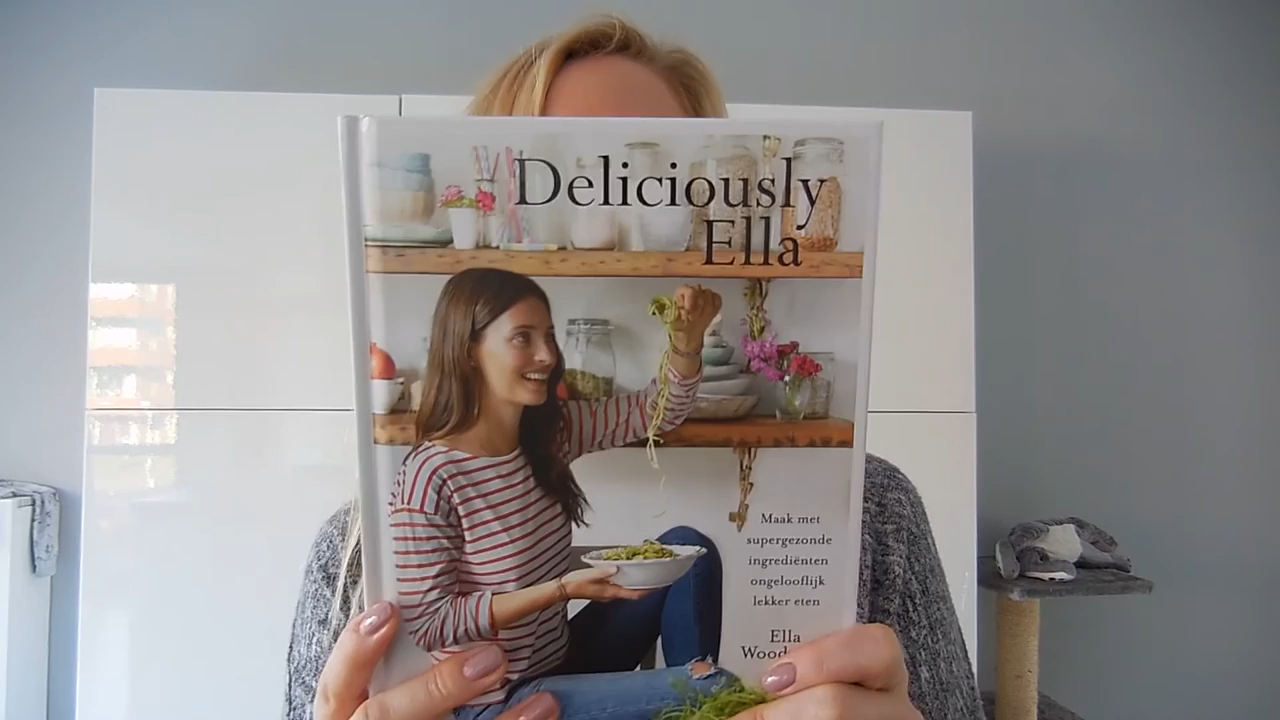 Deliciously
Ella
Maak met
supergezonde
ingrediënten
ongelooflijk
lekker eten
Ella